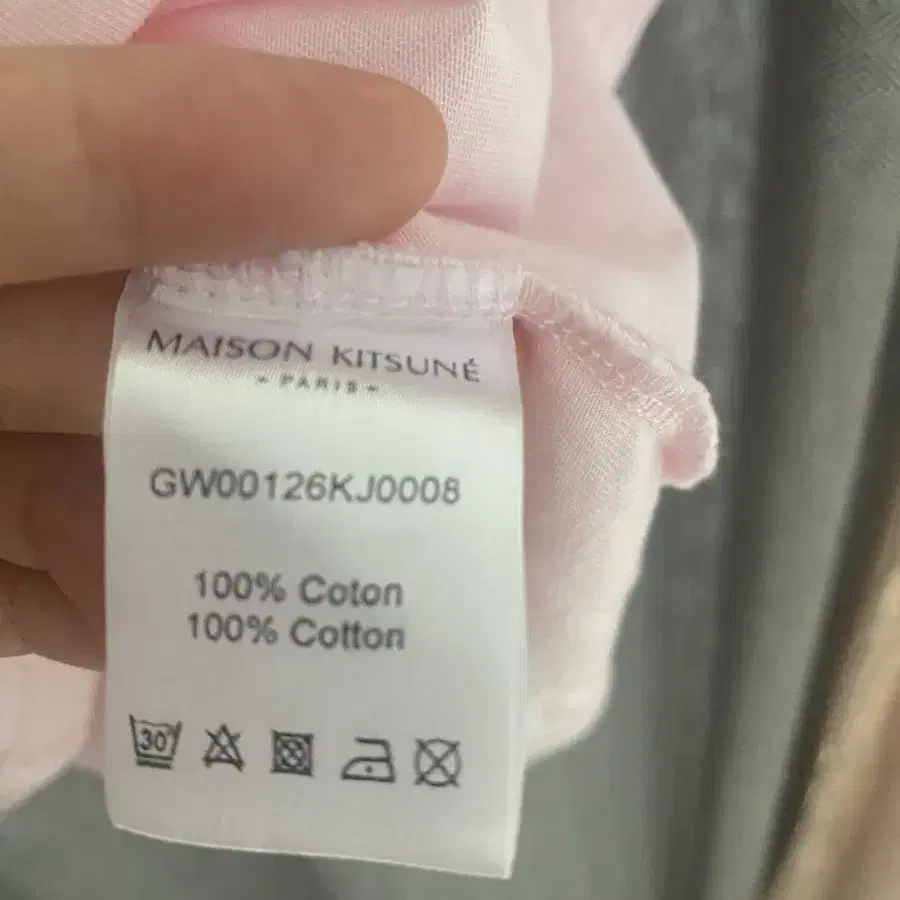 MAISON KITSUNÉ
- PARIS -
GW00126KJ0008
100% Coton
100% Cotton
30°